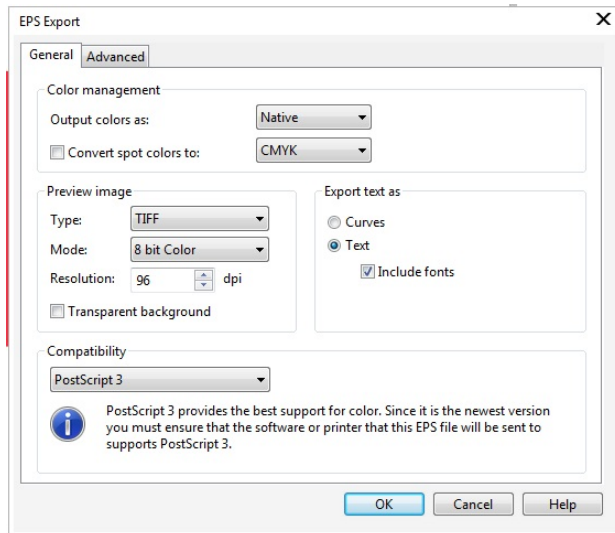 EPS Export
General Advanced
Color management
Output colors as: Native
Convert spot colors to: CMYK
Preview image
Type: TIFF
Mode: 8 bit Color
Resolution: 96 dpi
Transparent background
Export text as
Curves
Text
Include fonts
Compatibility
PostScript 3
PostScript 3 provides the best support for color. Since it is the newest version
you must ensure that the software or printer that this EPS file will be sent to
supports PostScript 3.
OK Cancel Help